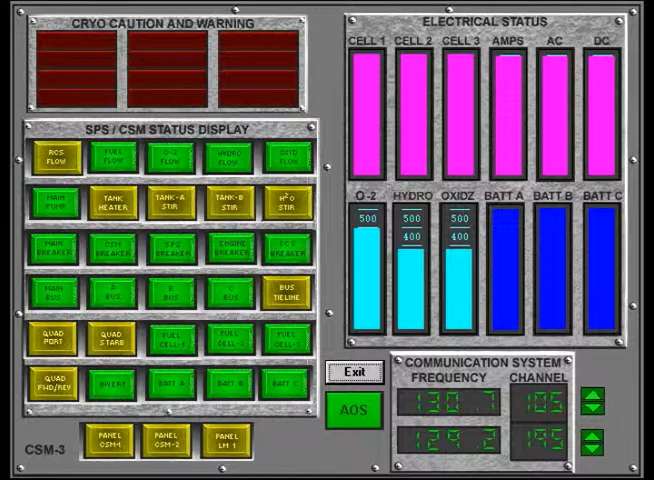 CRYO CAUTION AND WARNING
ELECTRICAL STATUS
CELL 1 CELL 2 CELL 3 AMPS AC DC
SPS / CSM STATUS DISPLAY
RCS FLOW
FUEL FLOW
O-2 FLOW
HYDRO FLOW
OXID FLOW
MAIN PUMP
TANK HEATER
TANK-A STIR
TANK-B STIR
H2O STIR
O-2 HYDRO OXIDZ BATT A BATT B BATT C
500 500 500
400 400
MAIN BREAKER
CSM BREAKER
SPS BREAKER
ENGINE BREAKER
ECS BREAKER
MAIN BUS
A BUS
B BUS
C BUS
BUS TIELINE
QUAD PORT
QUAD STARB
FUEL CELL-1
FUEL CELL-2
FUEL CELL-3
QUAD FWD/REV
INVERT
BATT A
BATT B
BATT C
Exit
AOS
COMMUNICATION SYSTEM
FREQUENCY CHANNEL
130.7 105
129.2 195
CSM-3
PANEL CSM-1
PANEL CSM-2
PANEL LM 1